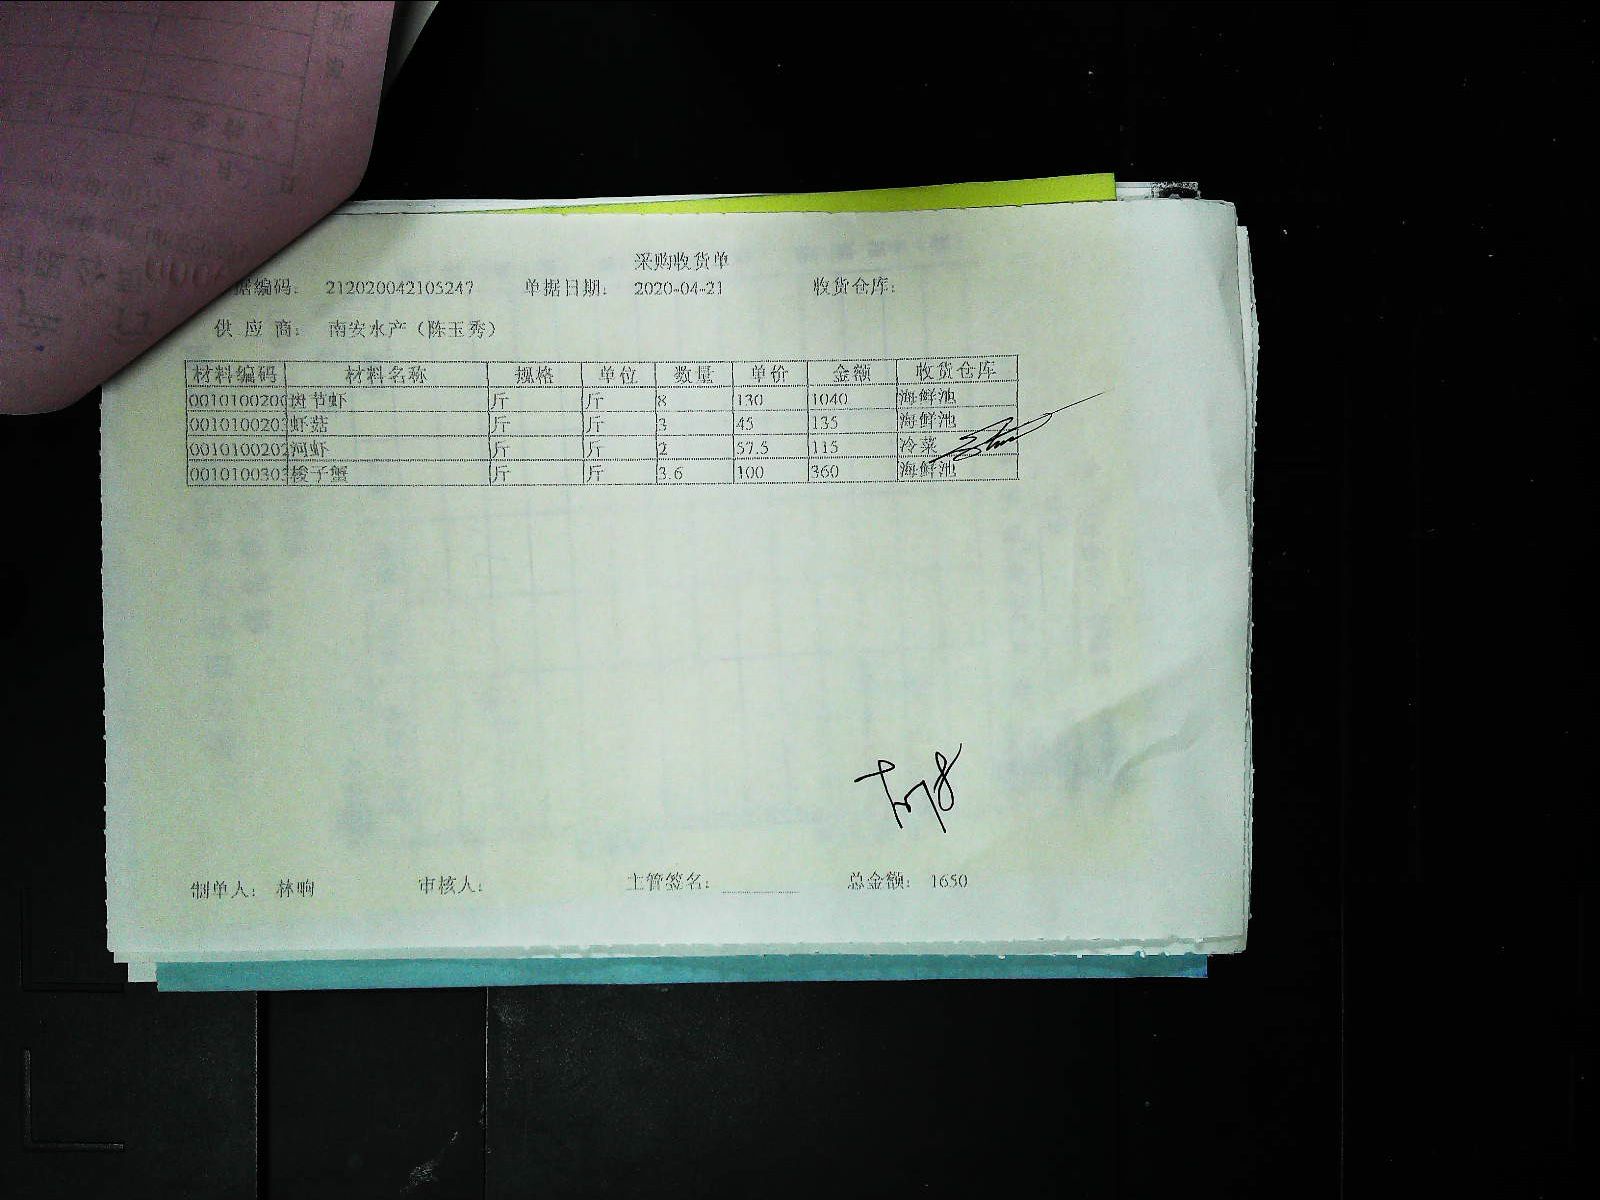 采购收货单
据编码： 212020042105247 单据日期： 2020-04-21 收货仓库：
供 应 商： 南安水产（陈玉秀）
材料编码 材料名称 规格 单位 数量 单价 金额 收货仓库
001010020 斑节虾 斤 斤 8 130 1040 海鲜池
001010020 虾菇 斤 斤 3 45 135 海鲜池
001010020 河虾 斤 斤 2 57.5 115 冷菜
001010030 梭子蟹 斤 斤 3.6 100 360 海鲜池
制单人： 林晌 审核人： 主管签名： 总金额： 1650